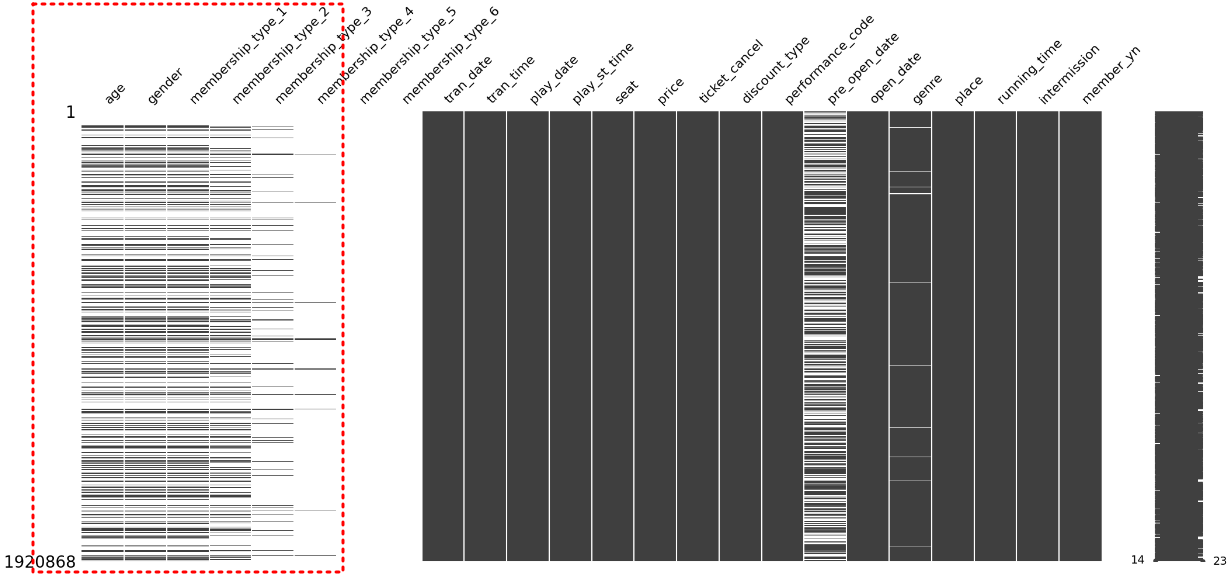 age
gender
membership_type_1
membership_type_2
membership_type_3
membership_type_4
membership_type_5
membership_type_6
tran_date
tran_time
play_date
play_st_time
seat
price
ticket_cancel
discount_type
performance_code
pre_open_date
open_date
genre
place
running_time
intermission
member_yn
1
1920868
14
23